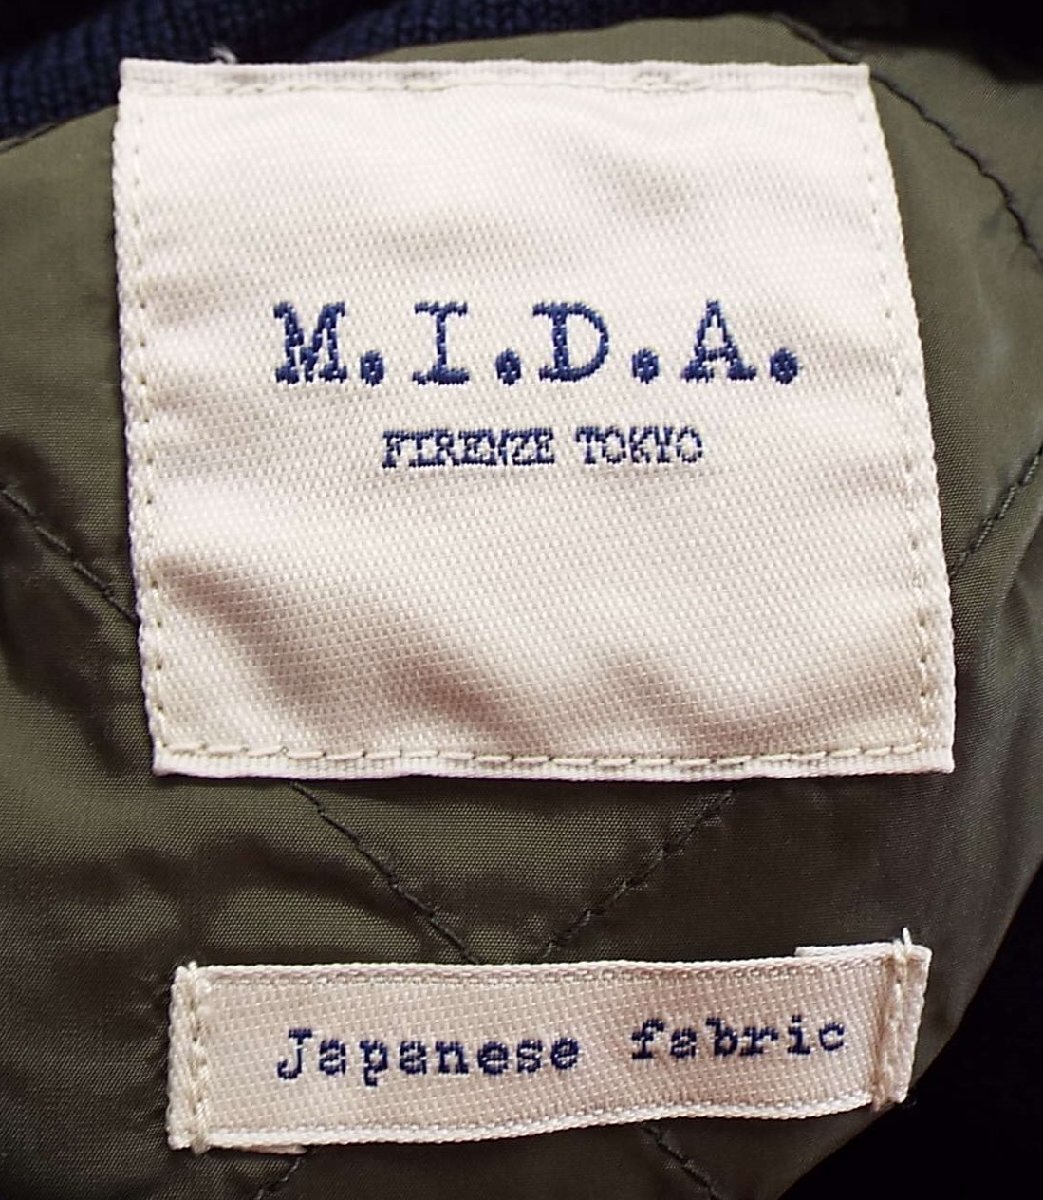 M.I.D.A.
FIRENZE TOKYO
Japanese fabric